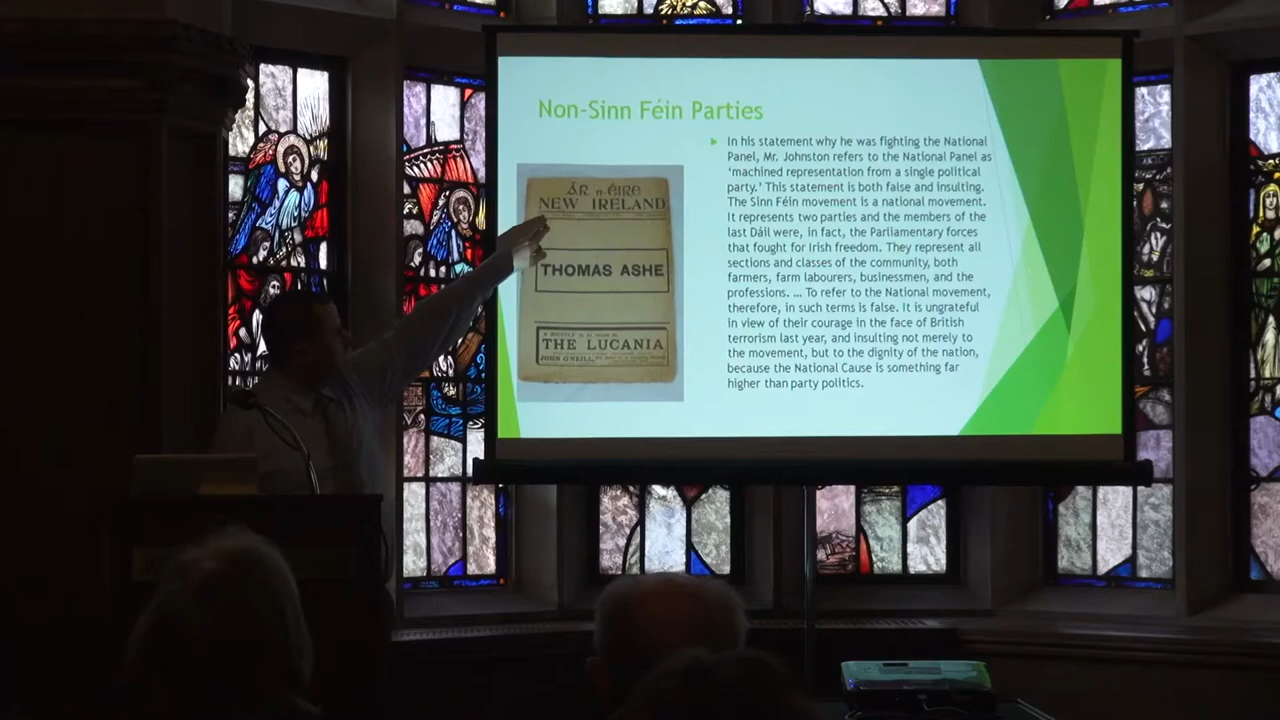 Non-Sinn Féin Parties
In his statement why he was fighting the National
Panel, Mr. Johnston refers to the National Panel as
‘machined representation from a single political
party.’ This statement is both false and insulting.
The Sinn Féin movement is a national movement.
It represents two parties and the members of the
last Dáil were, in fact, the Parliamentary forces
that fought for Irish freedom. They represent all
sections and classes of the community, both
farmers, farm labourers, businessmen, and the
professions. … To refer to the National movement,
therefore, in such terms is false. It is ungrateful
in view of their courage in the face of British
terrorism last year, and insulting not merely to
the movement, but to the dignity of the nation,
because the National Cause is something far
higher than party politics.
ÁR n-ÉIRE
NEW IRELAND
THOMAS ASHE
THE LUCANIA
JOHN O'NEILL,